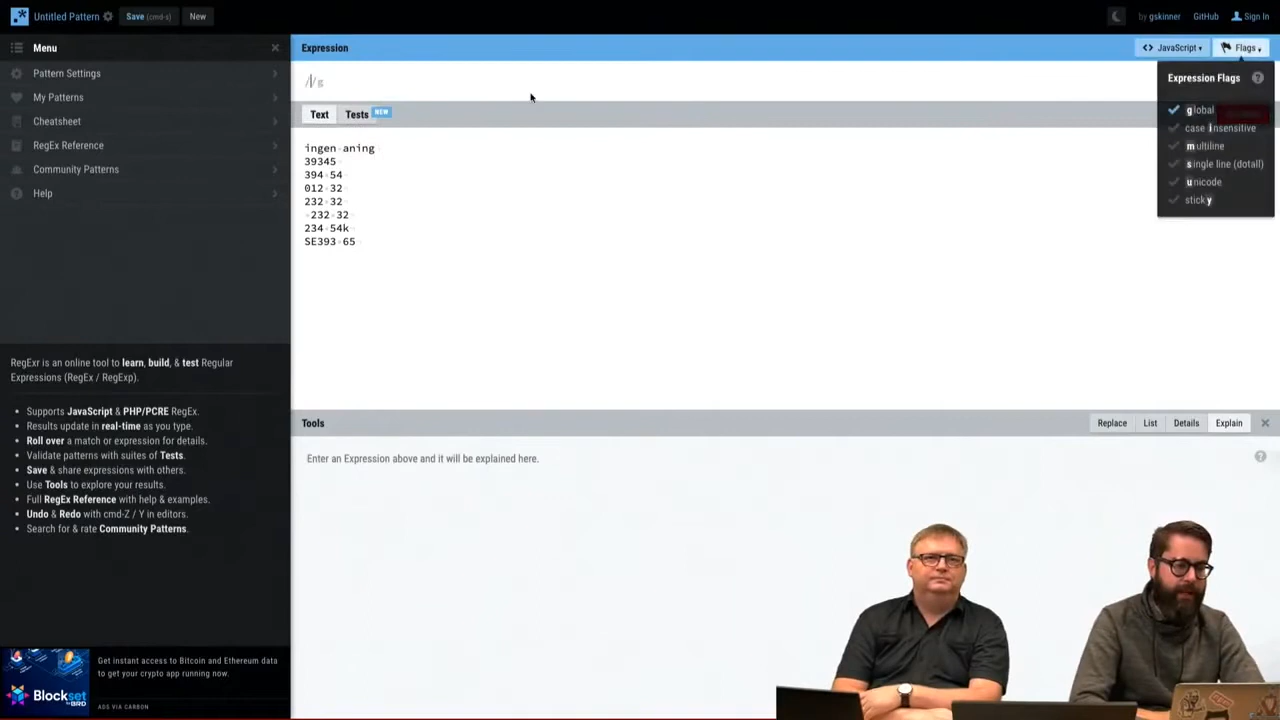 Untitled Pattern
Save (cmd-s)
New
by gskinner
GitHub
Sign In
Menu
Expression
JavaScript
Flags
Pattern Settings
My Patterns
Cheatsheet
RegEx Reference
Community Patterns
Help
//g
Expression Flags
global
case insensitive
multiline
single line (dotall)
unicode
sticky
Text
Tests NEW
ingen aning
39345
394 54
012 32
232 32
 232 32
234 54k
SE393 65
RegExr is an online tool to learn, build, & test Regular
Expressions (RegEx / RegExp).
Supports JavaScript & PHP/PCRE RegEx.
Results update in real-time as you type.
Roll over a match or expression for details.
Validate patterns with suites of Tests.
Save & share expressions with others.
Use Tools to explore your results.
Full RegEx Reference with help & examples.
Undo & Redo with cmd-Z / Y in editors.
Search for & rate Community Patterns.
Tools
Replace
List
Details
Explain
Enter an Expression above and it will be explained here.
Blockset
Get instant access to Bitcoin and Ethereum data
to get your crypto app running now.
ADS VIA CARBON